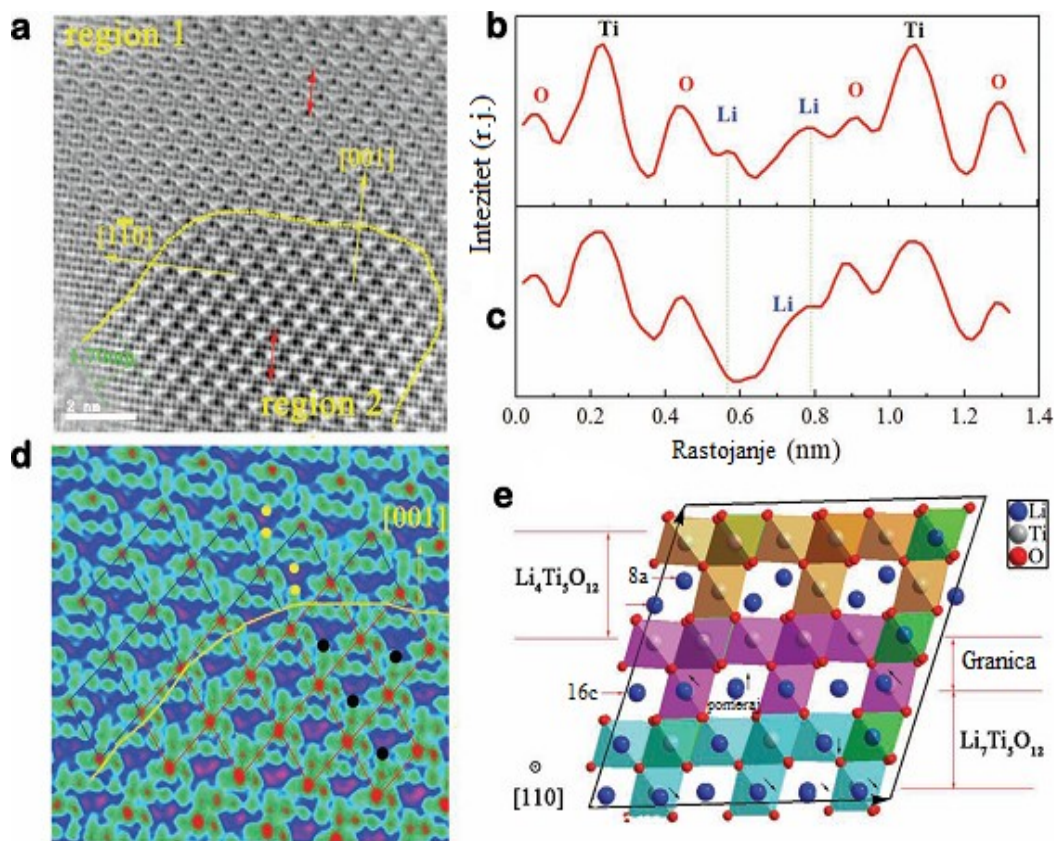 a
region 1
[001]
[11̅0]
region 2
2 nm
b
Ti
Ti
O
O
Li
Li
O
O
Intezitet (r.j.)
Li
c
0.0 0.2 0.4 0.6 0.8 1.0 1.2 1.4
Rastojanje (nm)
d
[001]
e
Li
Ti
O
Li₄Ti₅O₁₂
8a
Granica
16c
pomeraj
Li₇Ti₅O₁₂
[110]